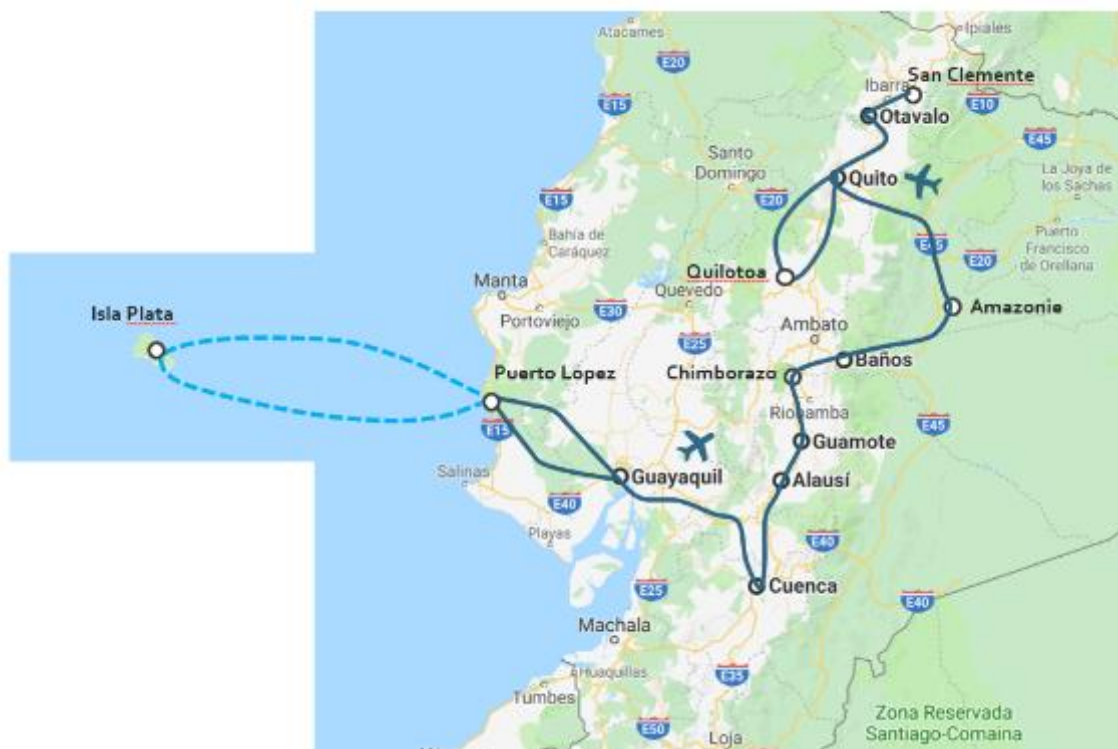 Atacames
Ipiales
E20
San Clemente
Ibarra
E15
E10
Otavalo
E45
Santo
Domingo
La Joya de
los Sachas
Quito
E15
E20
Puerto
Francisco
de Orellana
Bahía de
Caráquez
E45
E20
Quilotoa
Manta
Quevedo
Amazonie
Isla Plata
Portoviejo
E30
Ambato
E25
Baños
Puerto López
Chimborazo
Riobamba
E15
E45
Guamote
Salinas
Guayaquil
Alausí
E40
Playas
E40
Cuenca
E25
E40
Machala
Huaquillas
E35
Tumbes
Zona Reservada
Santiago-Comaina
E50
Loja